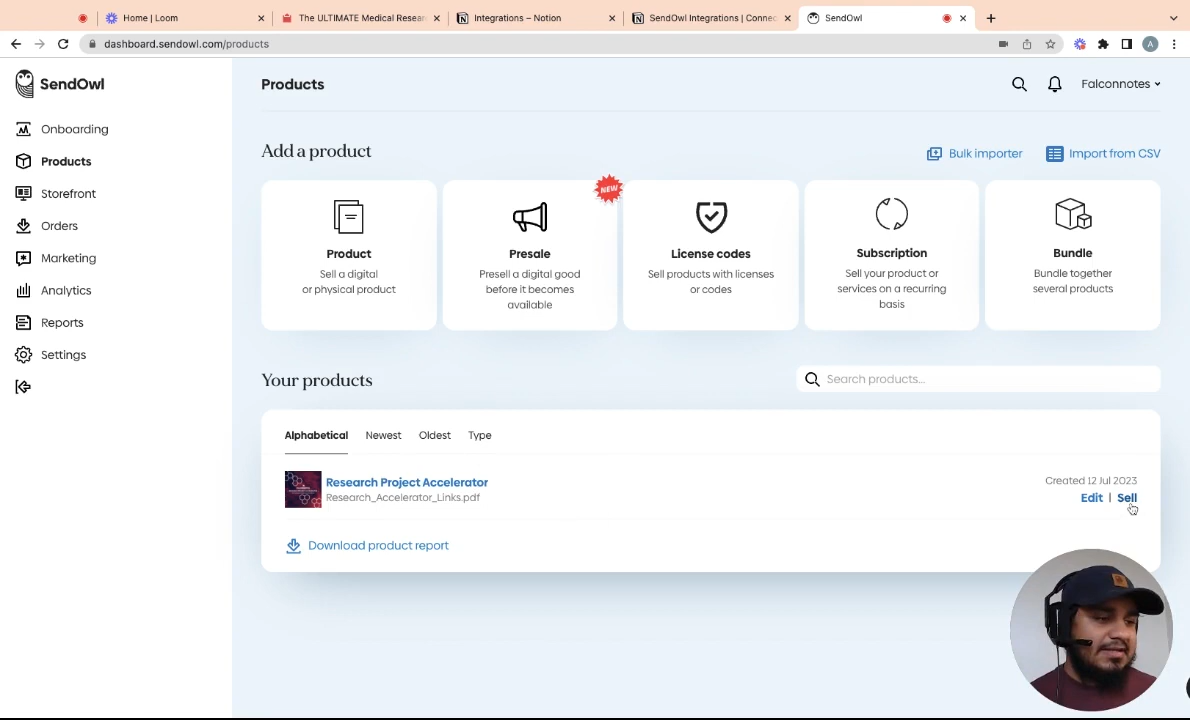 Home | Loom
The ULTIMATE Medical Resear
Integrations – Notion
SendOwl Integrations | Connec
SendOwl
dashboard.sendowl.com/products
A
SendOwl
Onboarding
Products
Storefront
Orders
Marketing
Analytics
Reports
Settings
Products
Falconnotes
Add a product
Bulk importer
Import from CSV
Product
Sell a digital
or physical product
NEW
Presale
Presell a digital good
before it becomes
available
License codes
Sell products with licenses
or codes
Subscription
Sell your product or
services on a recurring
basis
Bundle
Bundle together
several products
Your products
Search products...
Alphabetical Newest Oldest Type
Research Project Accelerator
Research_Accelerator_Links.pdf
Created 12 Jul 2023
Edit | Sell
Download product report